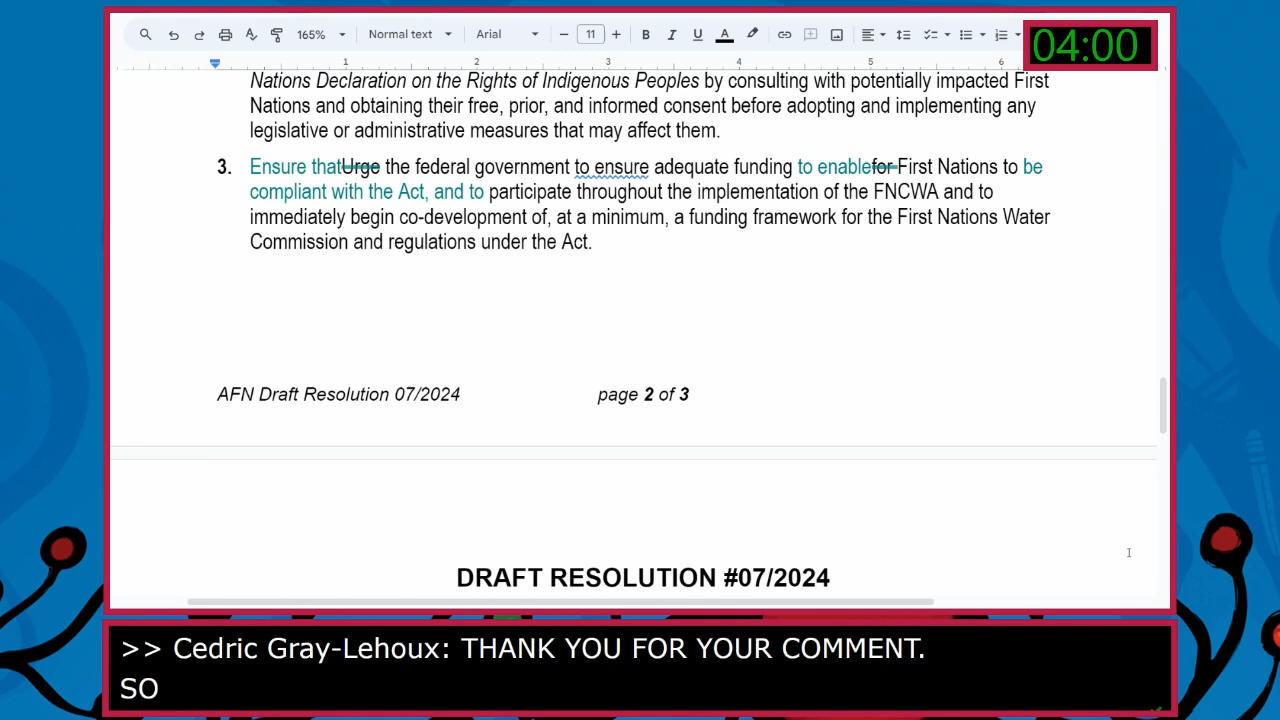 165% Normal text Arial 11 B I U A
04:00
1 2 3 4 5 6
Nations Declaration on the Rights of Indigenous Peoples by consulting with potentially impacted First
Nations and obtaining their free, prior, and informed consent before adopting and implementing any
legislative or administrative measures that may affect them.
3. Ensure thatUrge the federal government to ensure adequate funding to enablefor First Nations to be
compliant with the Act, and to participate throughout the implementation of the FNCWA and to
immediately begin co-development of, at a minimum, a funding framework for the First Nations Water
Commission and regulations under the Act.
AFN Draft Resolution 07/2024 page 2 of 3
DRAFT RESOLUTION #07/2024
>> Cedric Gray-Lehoux: THANK YOU FOR YOUR COMMENT.
SO